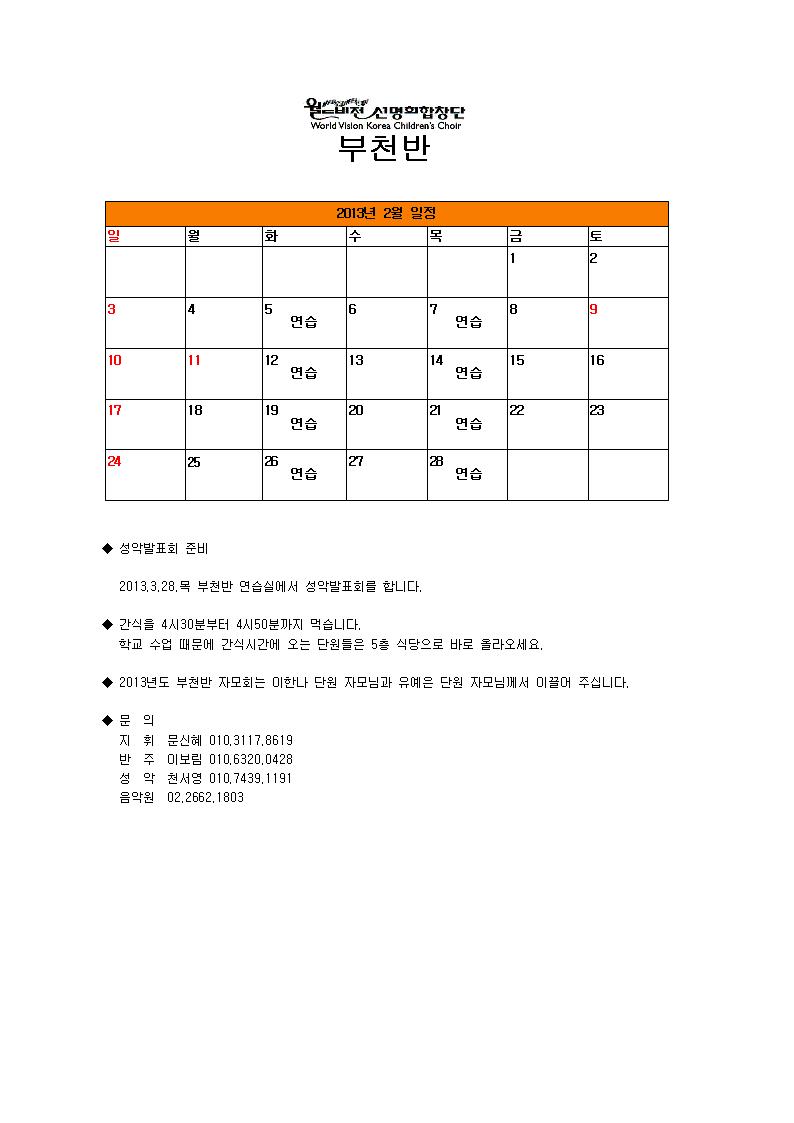 월드비전 선명회합창단
World Vision Korea Children's Choir
부천반
2013년 2월 일정
일 월 화 수 목 금 토
1 2
3 4 5 연습 6 7 연습 8 9
10 11 12 연습 13 14 연습 15 16
17 18 19 연습 20 21 연습 22 23
24 25 26 연습 27 28 연습
◆ 성악발표회 준비
2013.3.28.목 부천반 연습실에서 성악발표회를 합니다.
◆ 간식을 4시30분부터 4시50분까지 먹습니다.
학교 수업 때문에 간식시간에 오는 단원들은 5층 식당으로 바로 올라오세요.
◆ 2013년도 부천반 자모회는 이한나 단원 자모님과 유예은 단원 자모님께서 이끌어 주십니다.
◆ 문 의
지 휘 문신혜 010.3117.8619
반 주 이보림 010.6320.0428
성 악 천서영 010.7439.1191
음악원 02.2662.1803